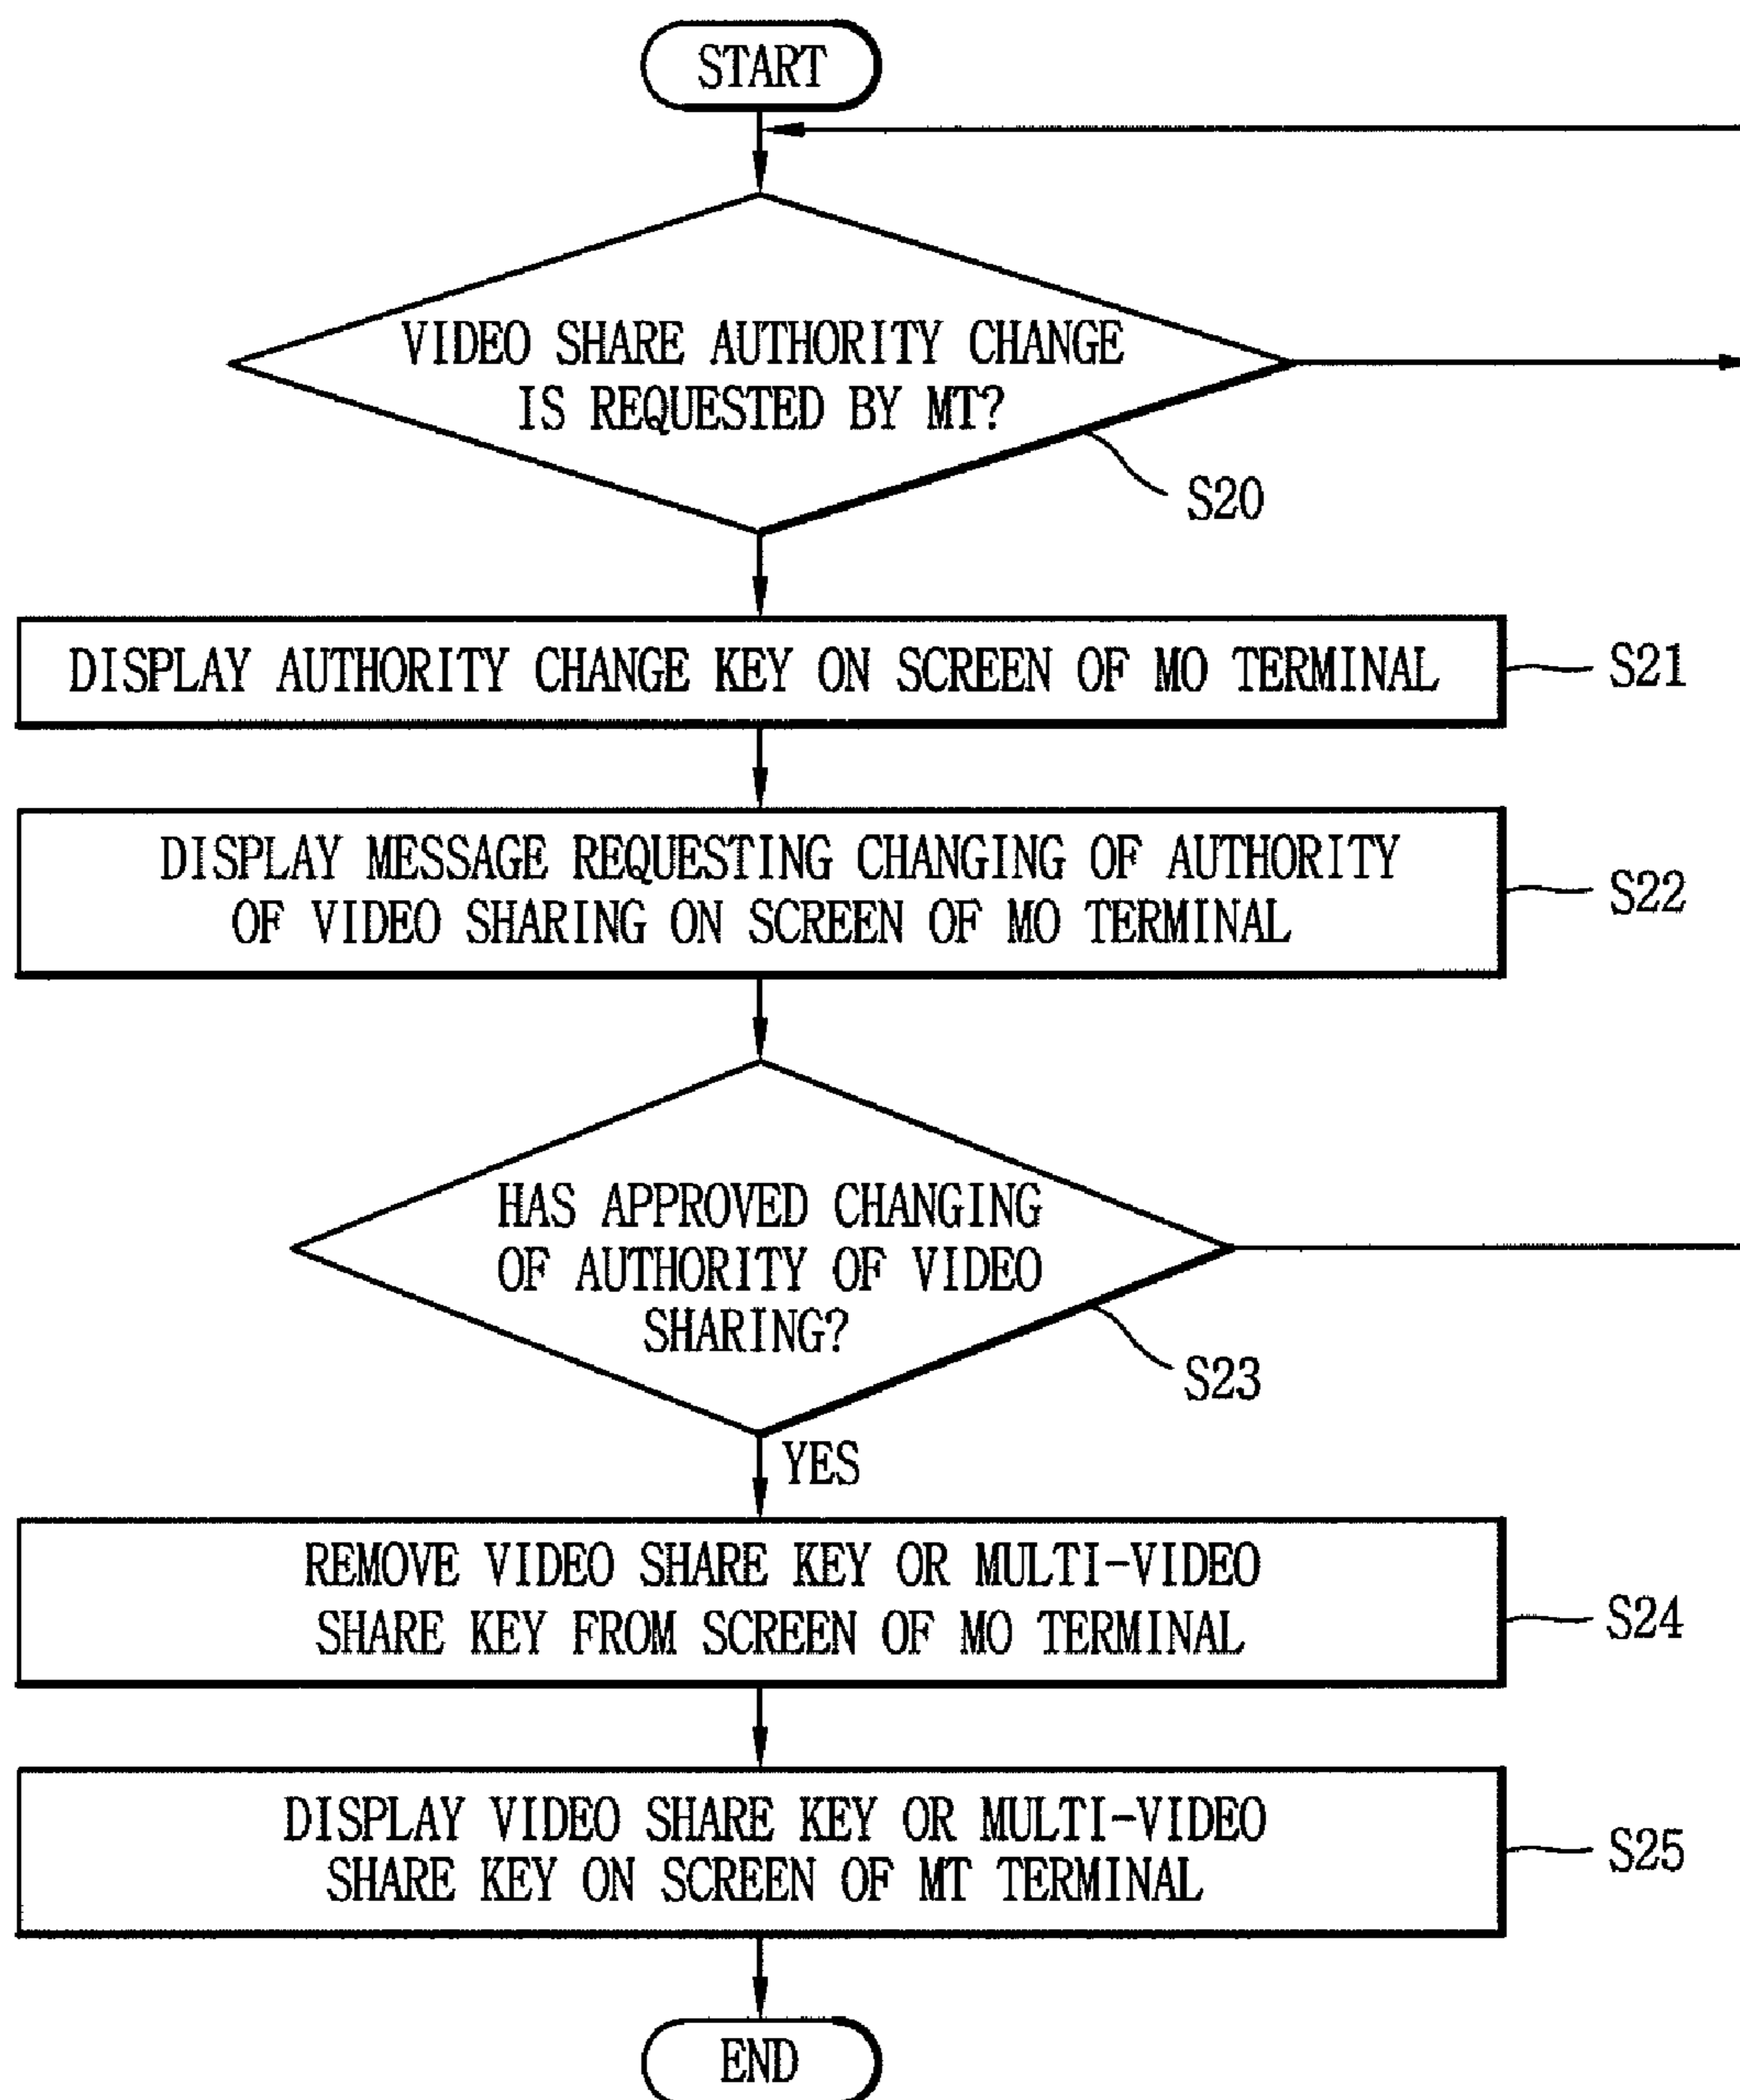 START
VIDEO SHARE AUTHORITY CHANGE
IS REQUESTED BY MT?
S20
DISPLAY AUTHORITY CHANGE KEY ON SCREEN OF MO TERMINAL
S21
DISPLAY MESSAGE REQUESTING CHANGING OF AUTHORITY
OF VIDEO SHARING ON SCREEN OF MO TERMINAL
S22
HAS APPROVED CHANGING
OF AUTHORITY OF VIDEO
SHARING?
S23
YES
REMOVE VIDEO SHARE KEY OR MULTI-VIDEO
SHARE KEY FROM SCREEN OF MO TERMINAL
S24
DISPLAY VIDEO SHARE KEY OR MULTI-VIDEO
SHARE KEY ON SCREEN OF MT TERMINAL
S25
END